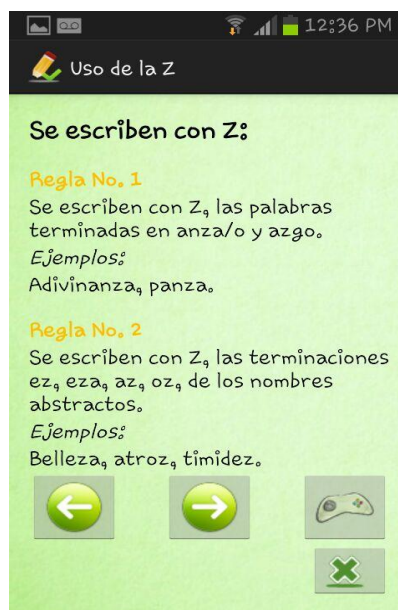 12:36 PM
Uso de la Z
Se escriben con Z:
Regla No. 1
Se escriben con Z, las palabras
terminadas en anza/o y azgo.
Ejemplos:
Adivinanza, panza.
Regla No. 2
Se escriben con Z, las terminaciones
ez, eza, az, oz, de los nombres
abstractos.
Ejemplos:
Belleza, atroz, timidez.